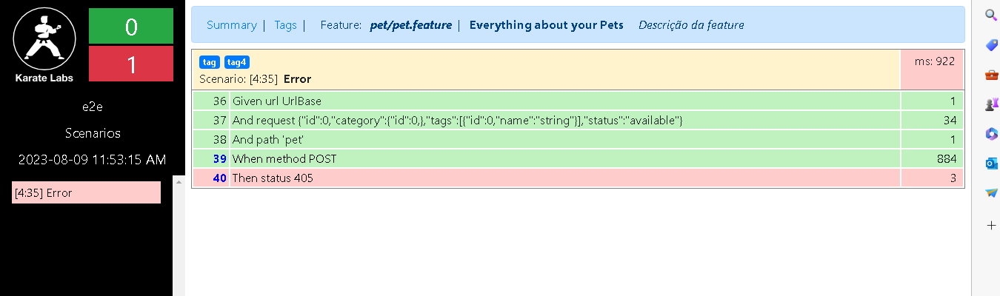 Karate Labs
0
1
e2e
Scenarios
2023-08-09 11:53:15 AM
[4:35] Error
Summary | Tags | Feature: pet/pet.feature | Everything about your Pets Descrição da feature
tag tag4
Scenario: [4:35] Error
ms: 922
36 Given url UrlBase 1
37 And request {"id":0,"category":{"id":0,},"tags":[{"id":0,"name":"string"}],"status":"available"} 34
38 And path 'pet' 1
39 When method POST 884
40 Then status 405 3